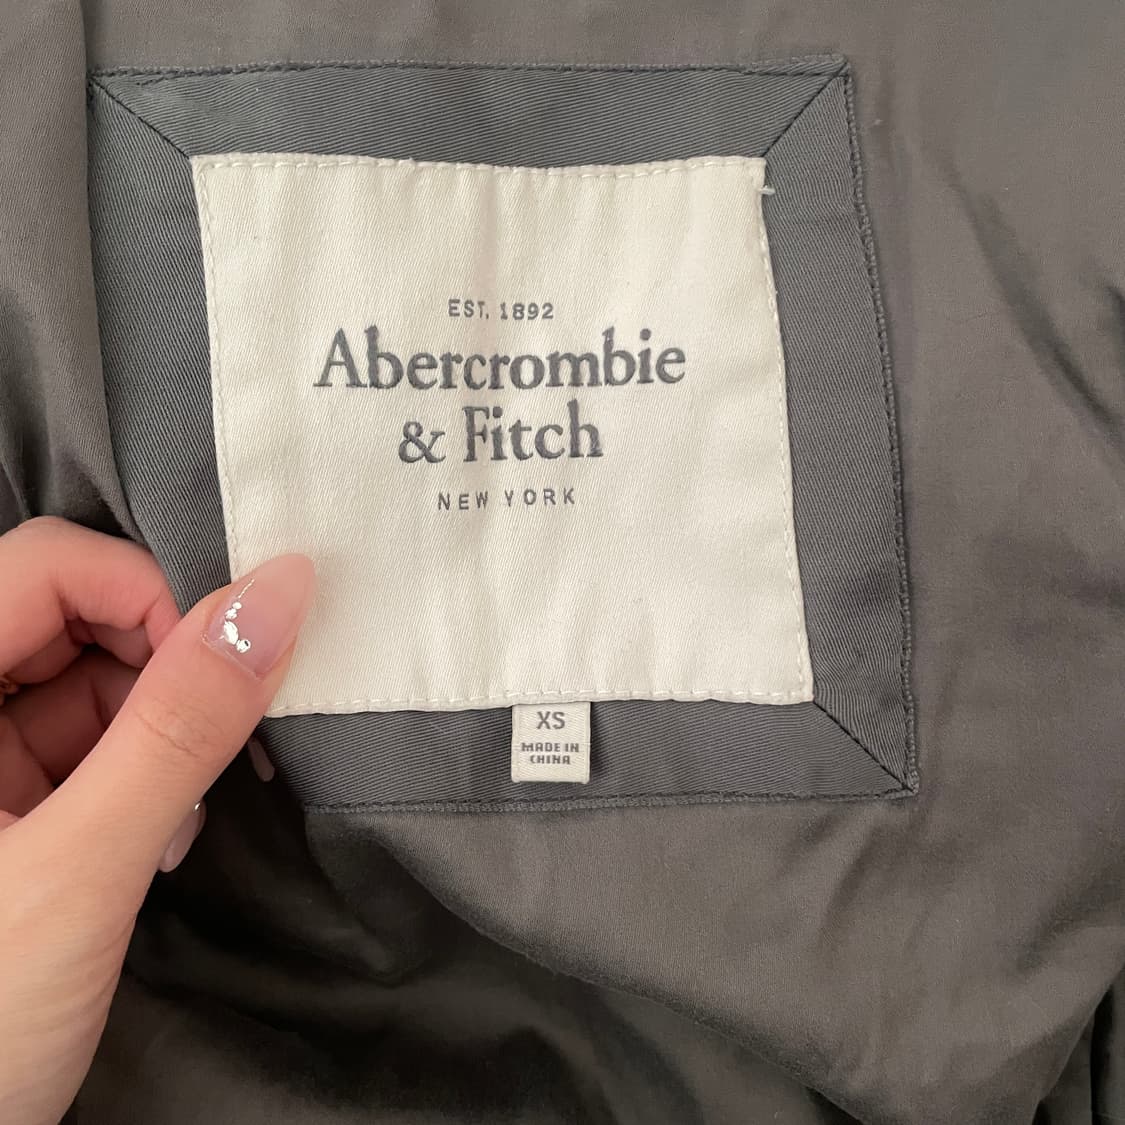 EST. 1892
Abercrombie
& Fitch
NEW YORK
XS
MADE IN
CHINA